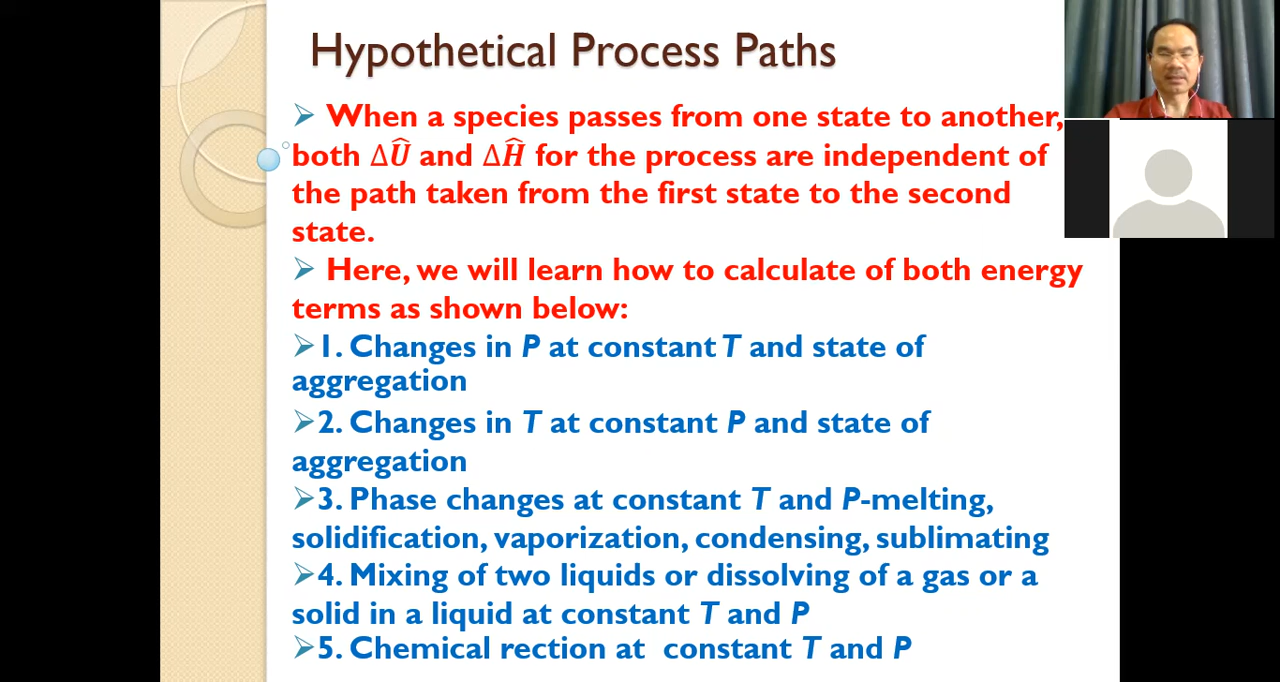 Hypothetical Process Paths
➢ When a species passes from one state to another,
both ΔÛ and ΔĤ for the process are independent of
the path taken from the first state to the second
state.
➢ Here, we will learn how to calculate of both energy
terms as shown below:
➢1. Changes in P at constant T and state of
aggregation
➢2. Changes in T at constant P and state of
aggregation
➢3. Phase changes at constant T and P-melting,
solidification, vaporization, condensing, sublimating
➢4. Mixing of two liquids or dissolving of a gas or a
solid in a liquid at constant T and P
➢5. Chemical rection at constant T and P